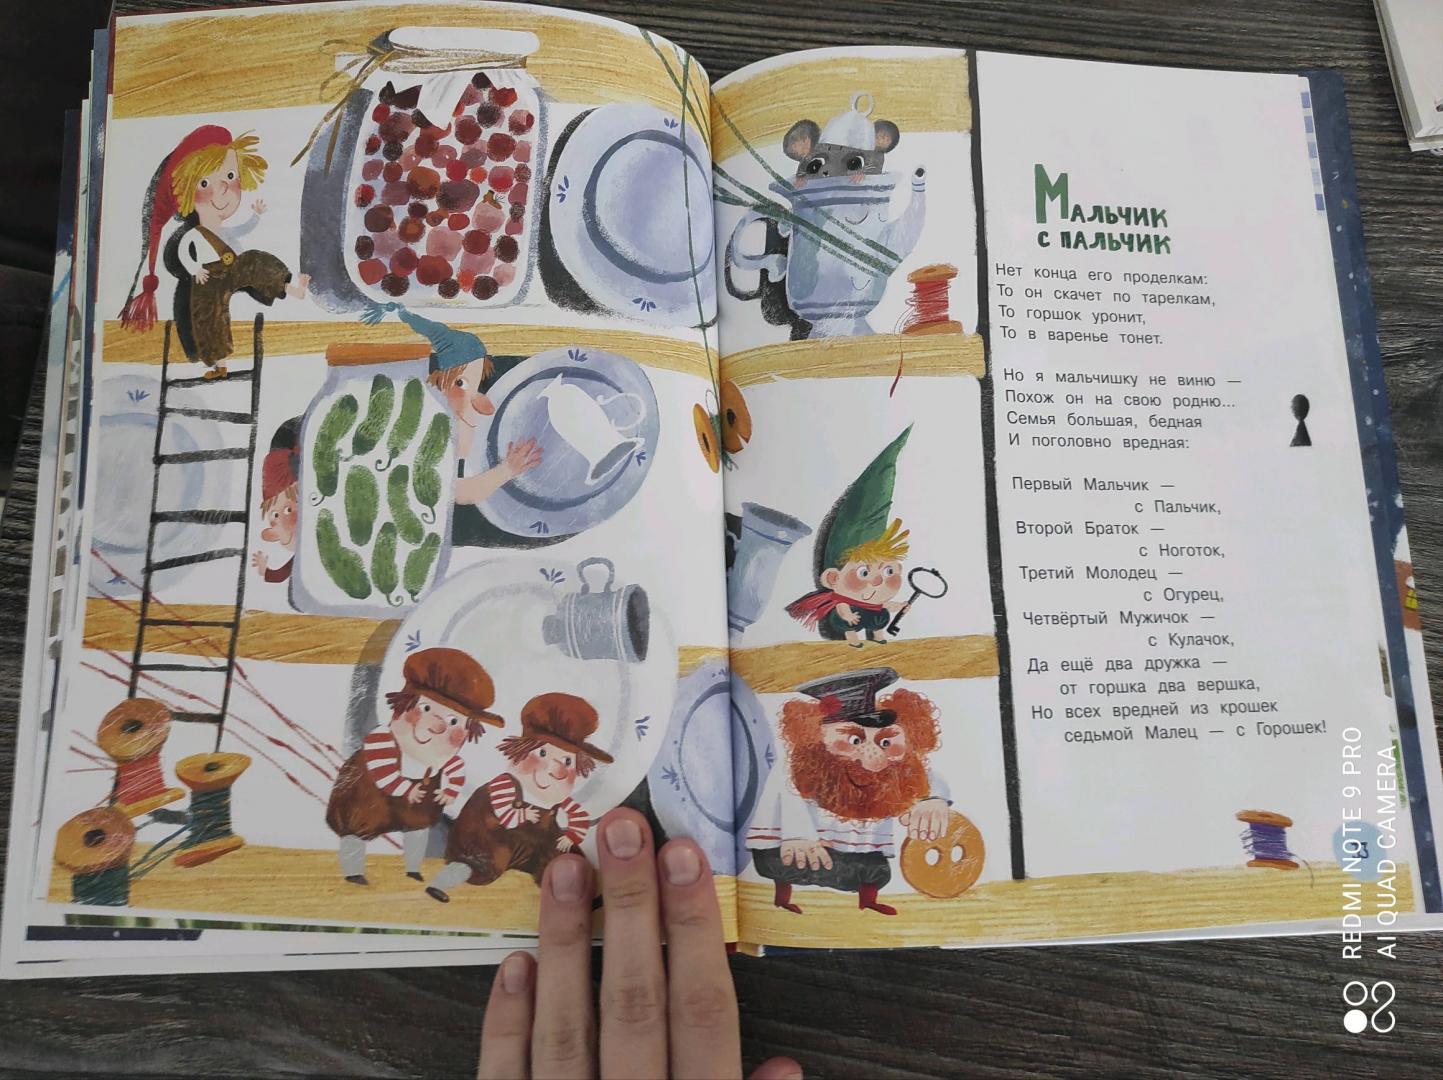 Мальчик
с пальчик
Нет конца его проделкам:
То он скачет по тарелкам,
То горшок уронит,
То в варенье тонет.
Но я мальчишку не виню —
Похож он на свою родню...
Семья большая, бедная
И поголовно вредная:
Первый Мальчик —
с Пальчик,
Второй Браток —
с Ноготок,
Третий Молодец —
с Огурец,
Четвёртый Мужичок —
с Кулачок,
Да ещё два дружка —
от горшка два вершка,
Но всех вредней из крошек
седьмой Малец — с Горошек!
REDMI NOTE 9 PRO
AI QUAD CAMERA